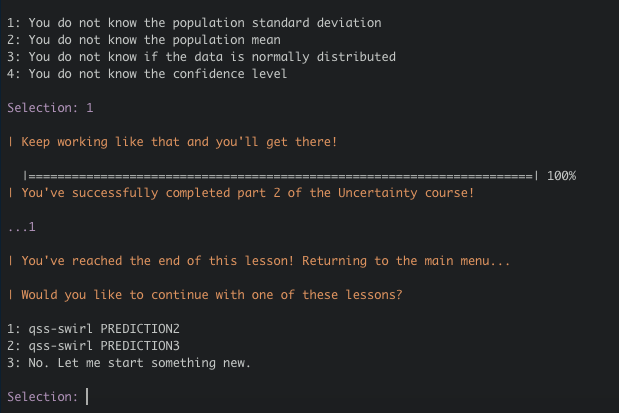 1: You do not know the population standard deviation
2: You do not know the population mean
3: You do not know if the data is normally distributed
4: You do not know the confidence level
Selection: 1
| Keep working like that and you'll get there!
|======================================================================| 100%
| You've successfully completed part 2 of the Uncertainty course!
...1
| You've reached the end of this lesson! Returning to the main menu...
| Would you like to continue with one of these lessons?
1: qss-swirl PREDICTION2
2: qss-swirl PREDICTION3
3: No. Let me start something new.
Selection: